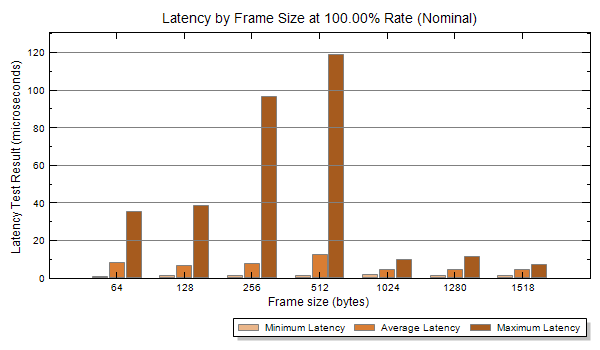 Latency by Frame Size at 100.00% Rate (Nominal)
Latency Test Result (microseconds)
120
100
80
60
40
20
0
64 128 256 512 1024 1280 1518
Frame size (bytes)
Minimum Latency Average Latency Maximum Latency